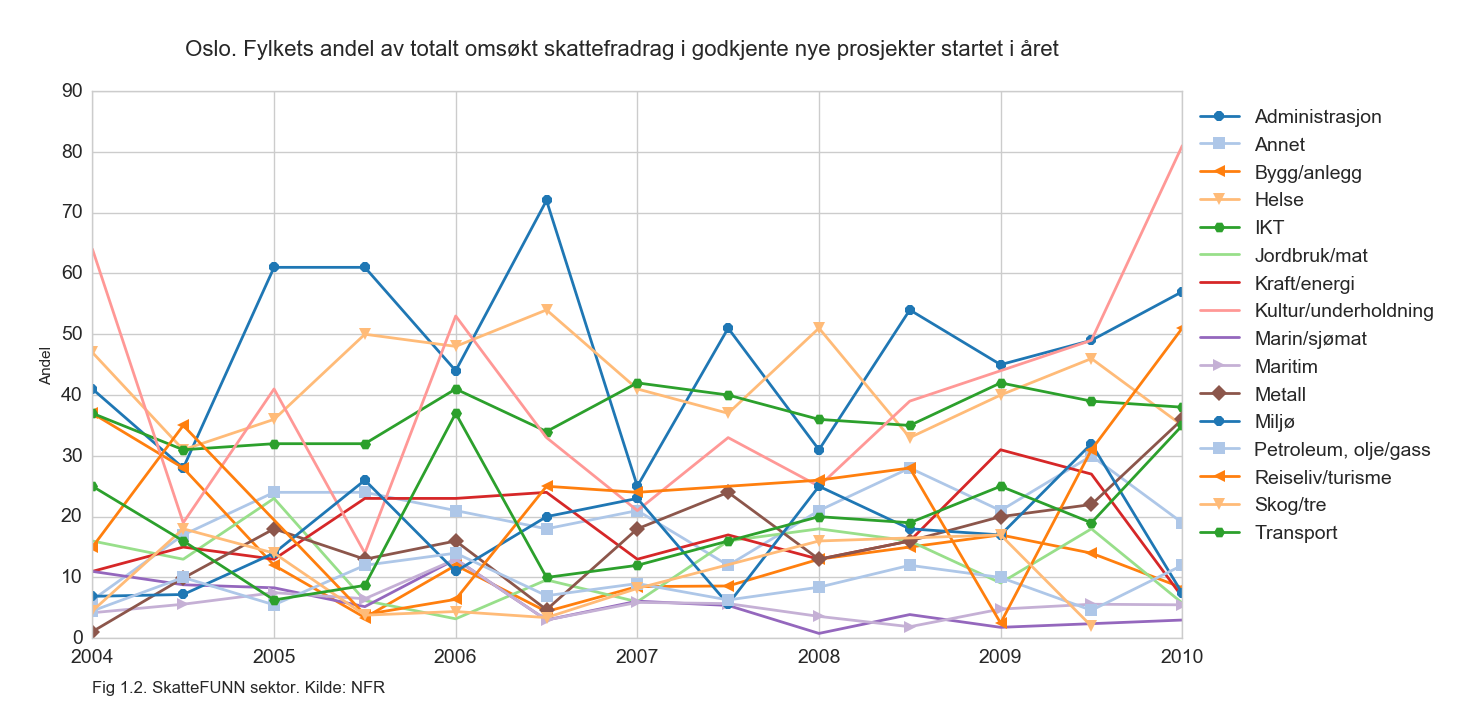 Oslo. Fylkets andel av totalt omsøkt skattefradrag i godkjente nye prosjekter startet i året
90
80
70
60
50
40
30
20
10
0
Andel
2004 2005 2006 2007 2008 2009 2010
Administrasjon
Annet
Bygg/anlegg
Helse
IKT
Jordbruk/mat
Kraft/energi
Kultur/underholdning
Marin/sjømat
Maritim
Metall
Miljø
Petroleum, olje/gass
Reiseliv/turisme
Skog/tre
Transport
Fig 1.2. SkatteFUNN sektor. Kilde: NFR